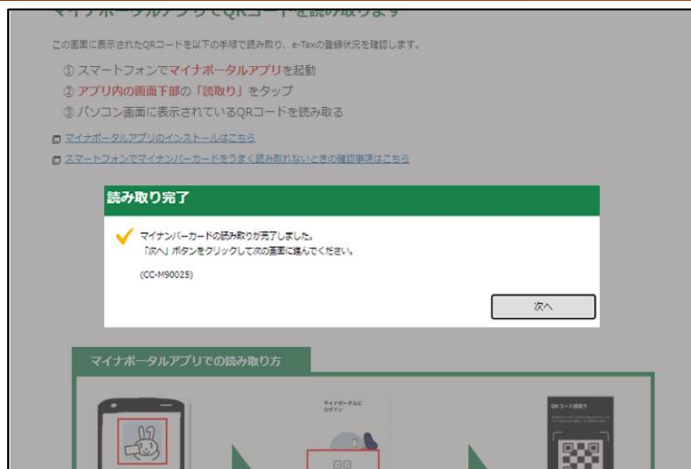 マイナポータルアプリでQRコードを読み取ります
この画面に表示されたQRコードを以下の手順で読み取り、e-Taxの登録状況を確認します。
① スマートフォンでマイナポータルアプリを起動
② アプリ内の画面下部の「読取り」をタップ
③ パソコン画面に表示されているQRコードを読み取る
マイナポータルアプリのインストールはこちら
スマートフォンでマイナンバーカードをうまく読み取れないときの確認事項はこちら
読み取り完了
マイナンバーカードの読み取りが完了しました。
「次へ」ボタンをクリックして次の画面に進んでください。
(CC-M90025)
次へ
マイナポータルアプリでの読み取り方
マイナポータルに
ログイン
QRコード読取り